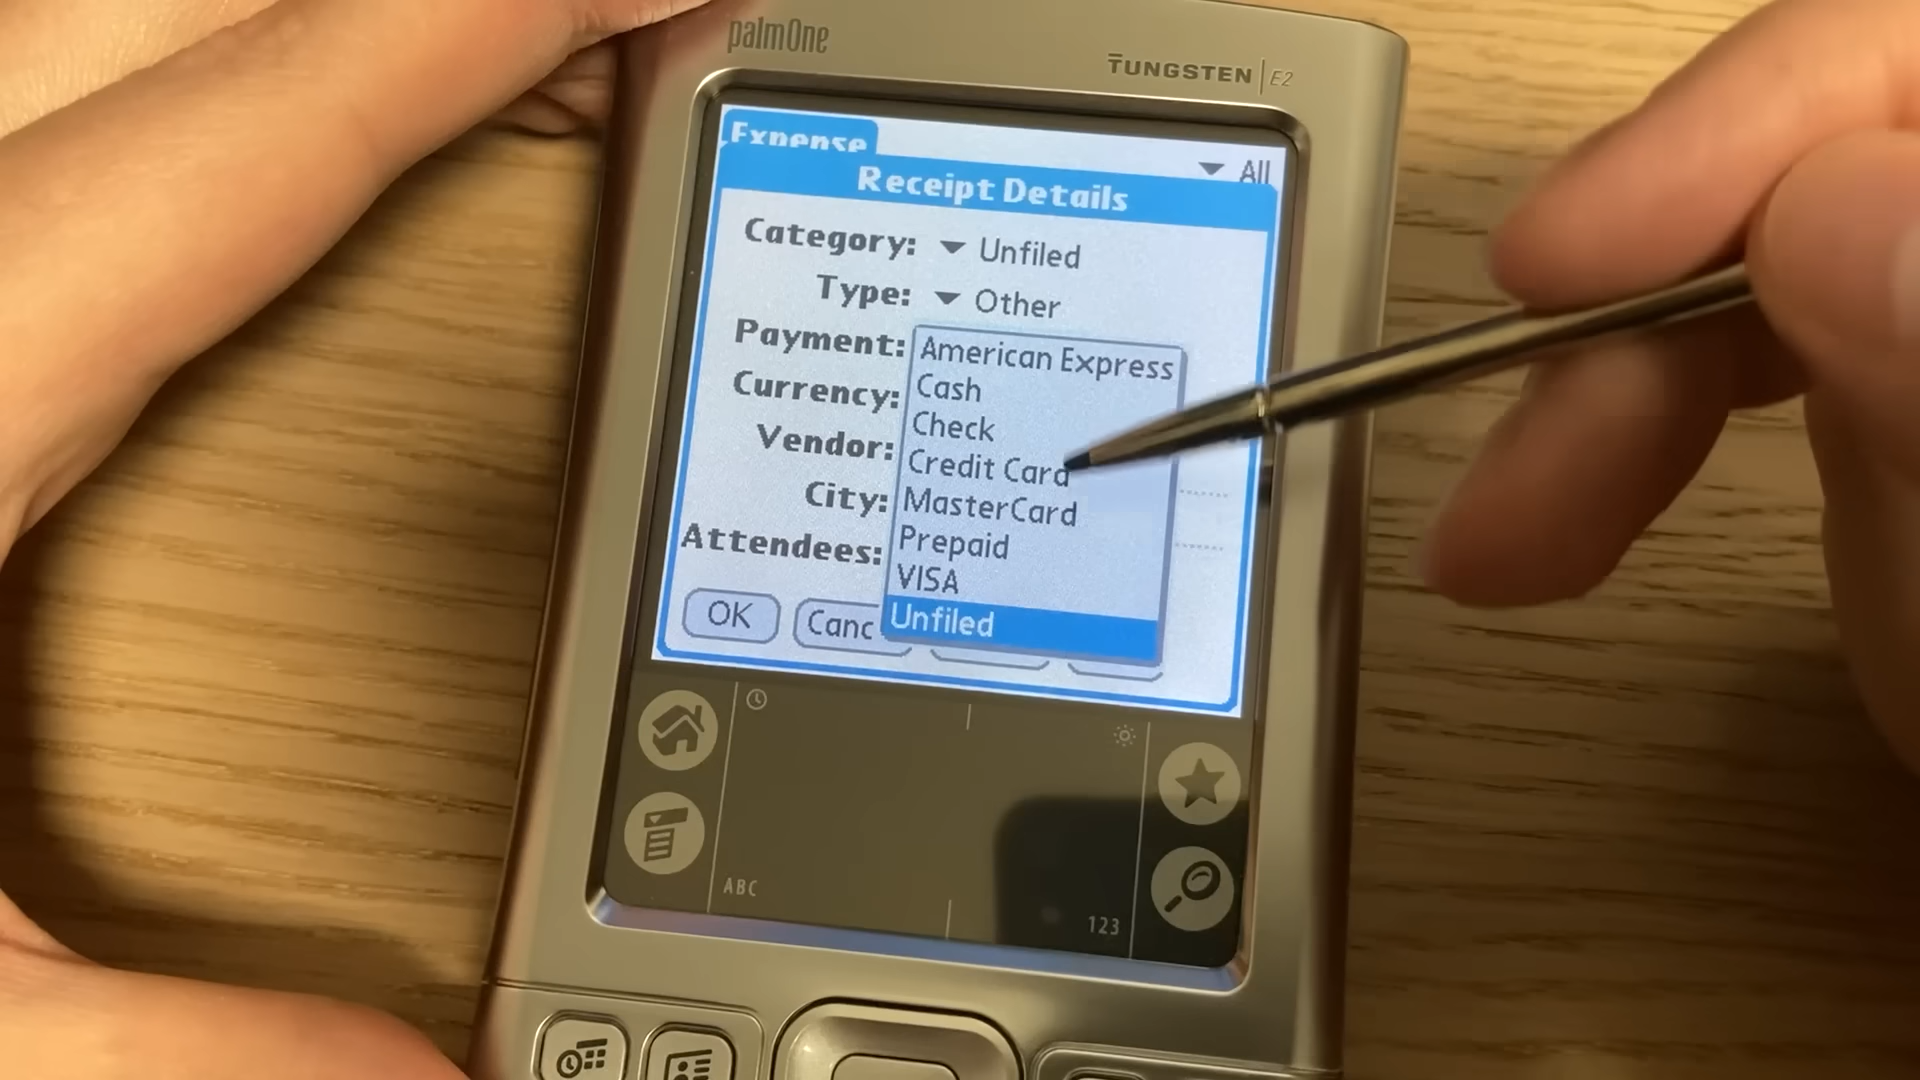 palmOne
TUNGSTEN E2
Expense
All
Receipt Details
Category: Unfiled
Type: Other
Payment:
American Express
Cash
Currency:
Check
Vendor:
Credit Card
City:
MasterCard
Attendees:
Prepaid
VISA
OK
Canc
Unfiled
ABC
123